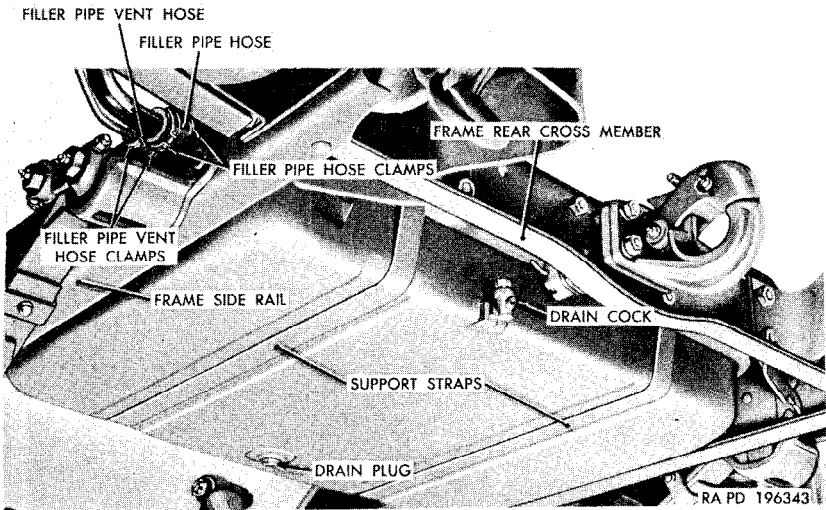 FILLER PIPE VENT HOSE
FILLER PIPE HOSE
FRAME REAR CROSS MEMBER
FILLER PIPE HOSE CLAMPS
FILLER PIPE VENT
HOSE CLAMPS
FRAME SIDE RAIL
DRAIN COCK
SUPPORT STRAPS
DRAIN PLUG
RA PD 196343